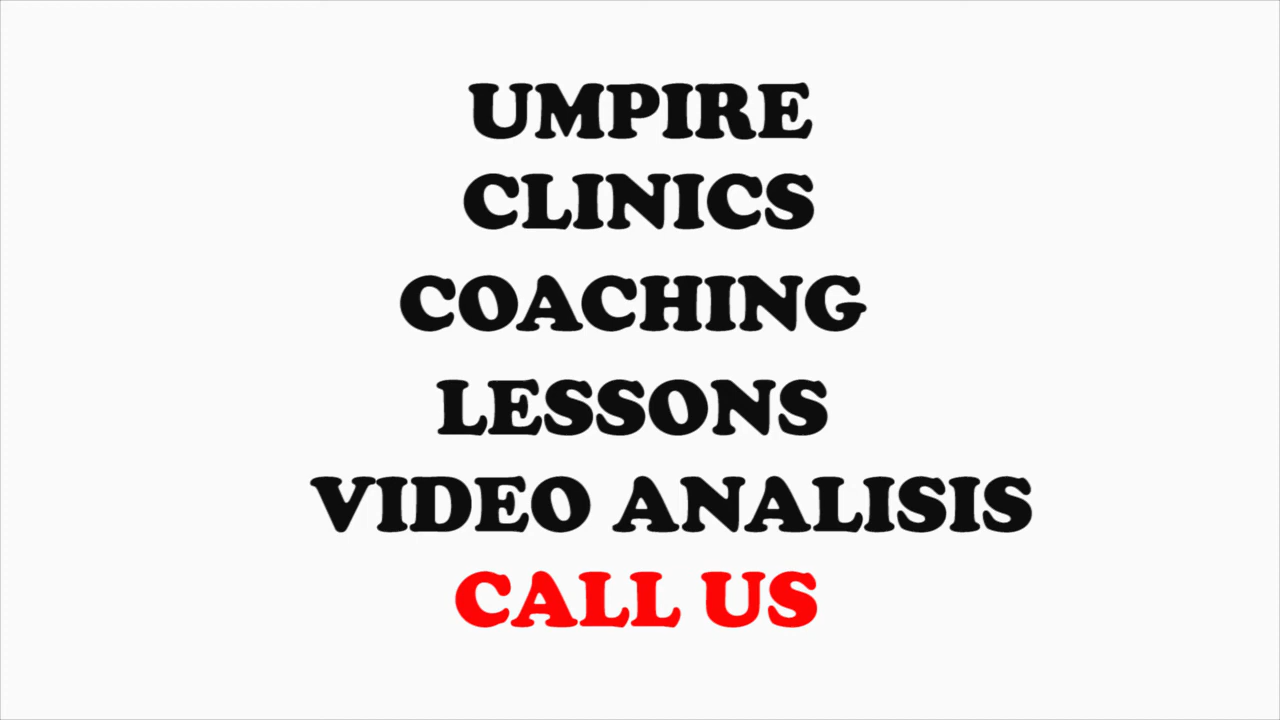 UMPIRE
CLINICS
COACHING
LESSONS
VIDEO ANALISIS
CALL US